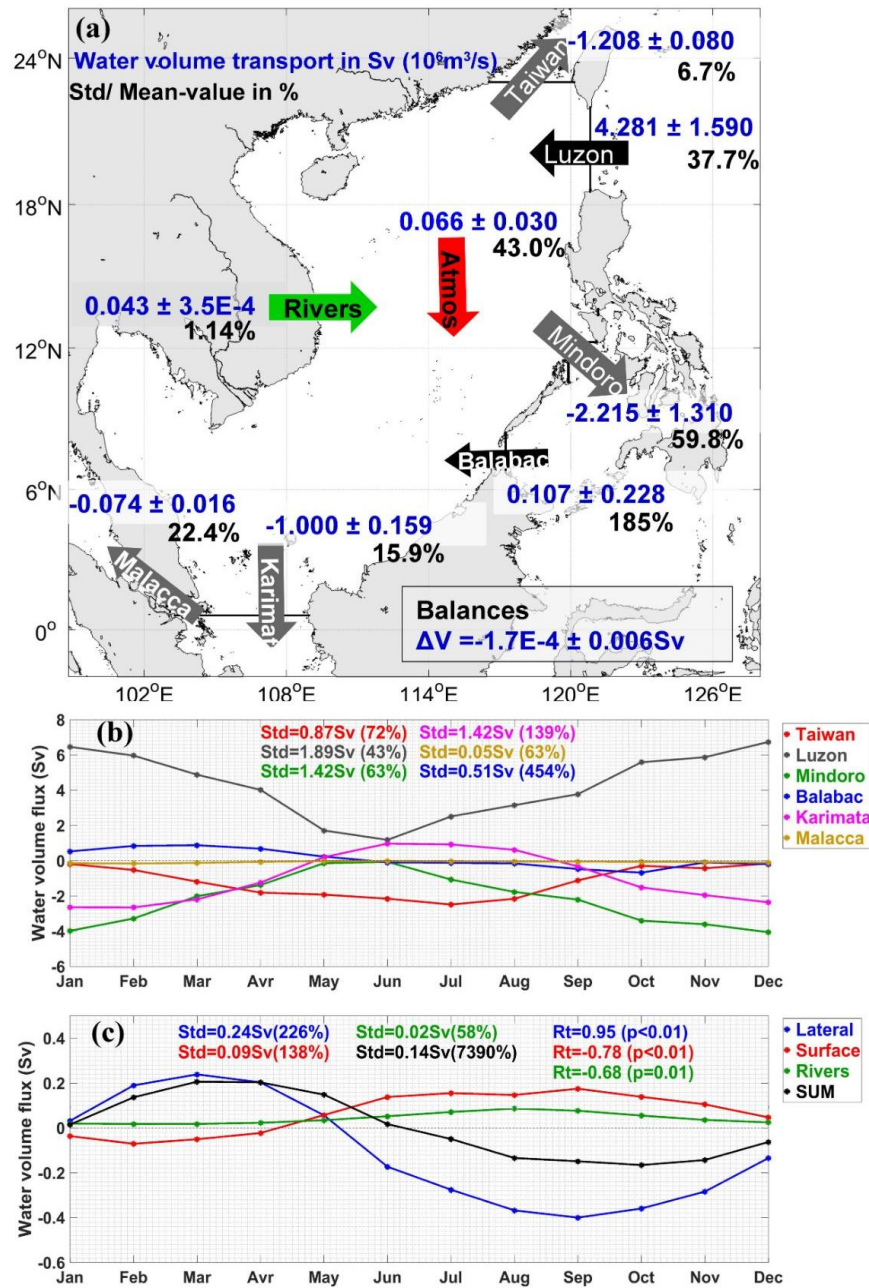 (a)
24°N
18°N
12°N
6°N
0°
Water volume transport in Sv (10⁶m³/s)
Std/ Mean-value in %
Taiwan
-1.208 ± 0.080
6.7%
4.281 ± 1.590
Luzon
37.7%
0.066 ± 0.030
43.0%
Atmos
0.043 ± 3.5E-4
1.14%
Rivers
Mindoro
-2.215 ± 1.310
59.8%
Balabac
0.107 ± 0.228
185%
-0.074 ± 0.016
22.4%
Malacca
-1.000 ± 0.159
15.9%
Karimat
Balances
ΔV =-1.7E-4 ± 0.006Sv
102°E 108°E 114°E 120°E 126°E
(b)
Water volume flux (Sv)
8
6
4
2
0
-2
-4
-6
Std=0.87Sv (72%) Std=1.42Sv (139%)
Std=1.89Sv (43%) Std=0.05Sv (63%)
Std=1.42Sv (63%) Std=0.51Sv (454%)
Taiwan
Luzon
Mindoro
Balabac
Karimata
Malacca
Jan Feb Mar Avr May Jun Jul Aug Sep Oct Nov Dec
(c)
Water volume flux (Sv)
0.4
0.2
0
-0.2
-0.4
-0.6
Std=0.24Sv(226%) Std=0.02Sv(58%) Rt=0.95 (p<0.01)
Std=0.09Sv(138%) Std=0.14Sv(7390%) Rt=-0.78 (p<0.01)
Rt=-0.68 (p=0.01)
Lateral
Surface
Rivers
SUM
Jan Feb Mar Avr May Jun Jul Aug Sep Oct Nov Dec